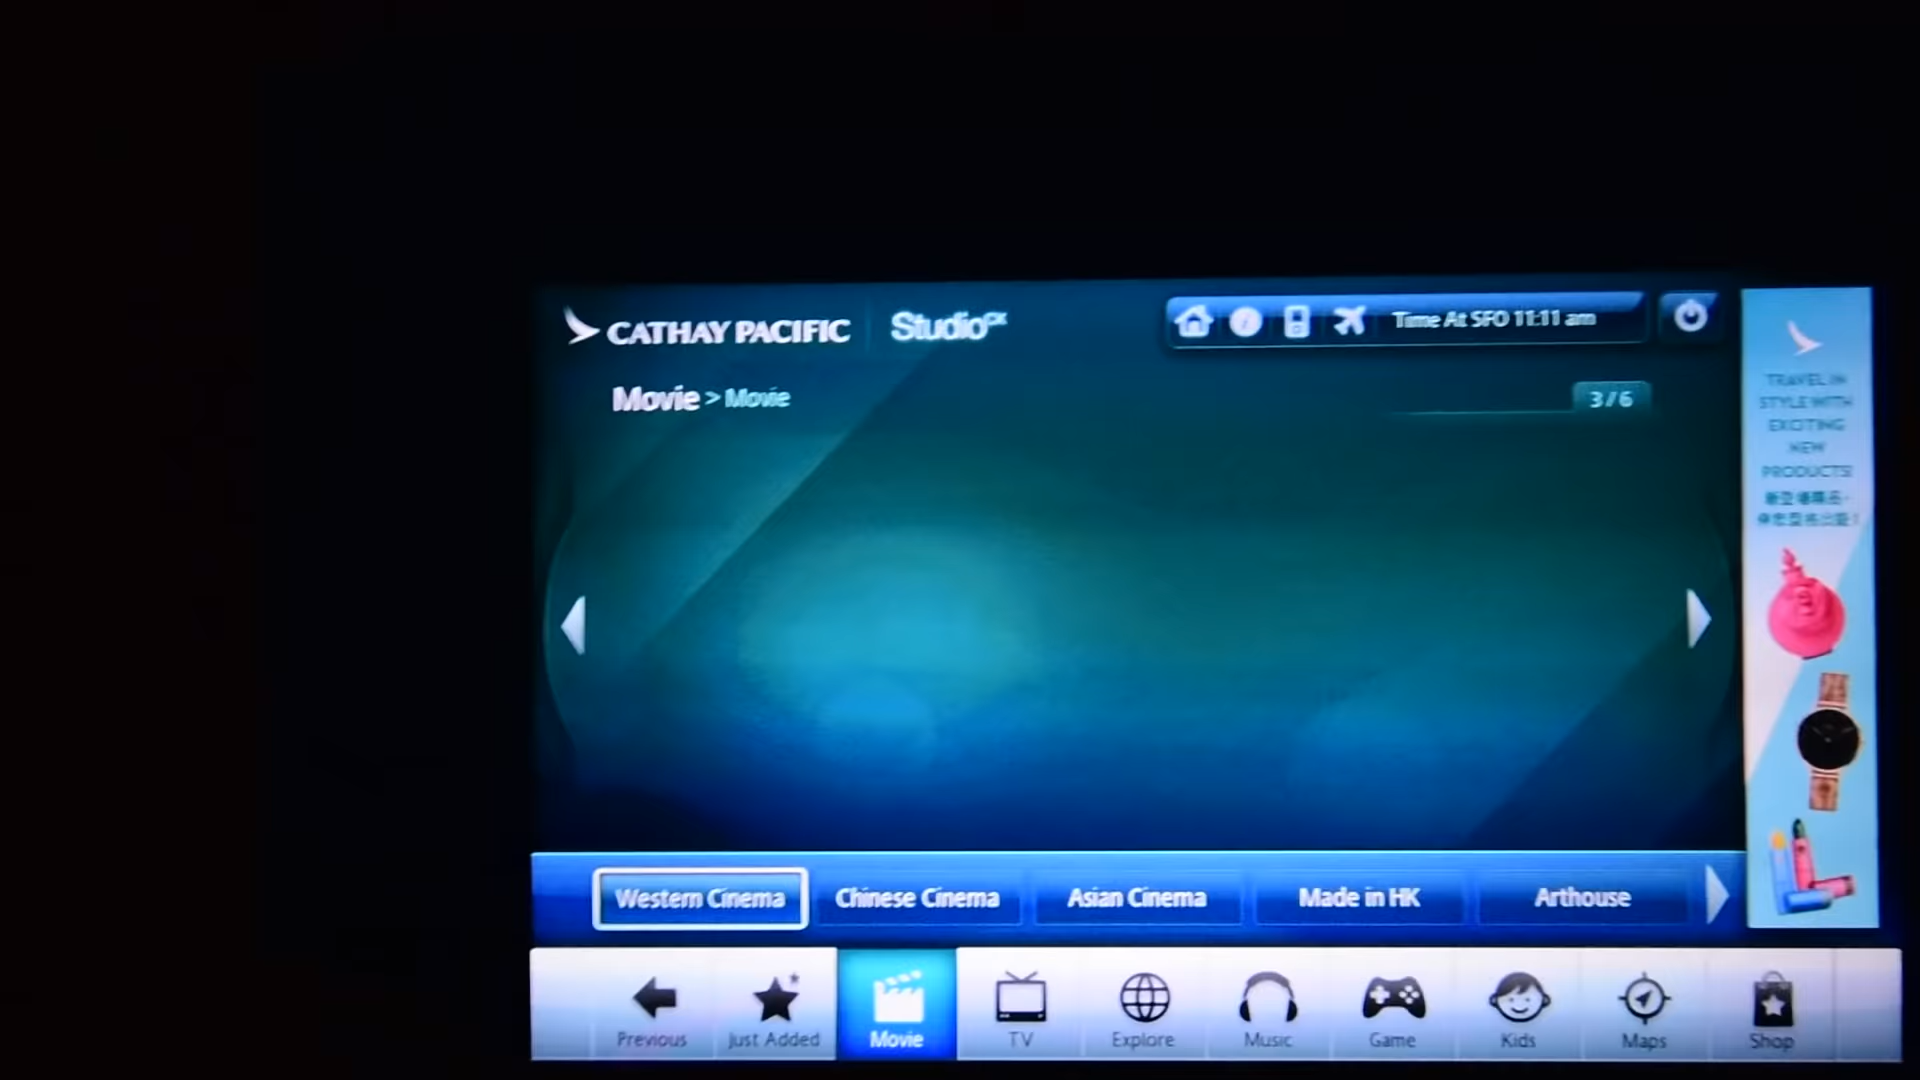 CATHAY PACIFIC
StudioCX
Time At SFO 11:11 am
Movie > Movie
3/6
TRAVEL IN
STYLE WITH
EXCITING
NEW
PRODUCTS!
Western Cinema
Chinese Cinema
Asian Cinema
Made in HK
Arthouse
Previous
Just Added
Movie
TV
Explore
Music
Game
Kids
Maps
Shop